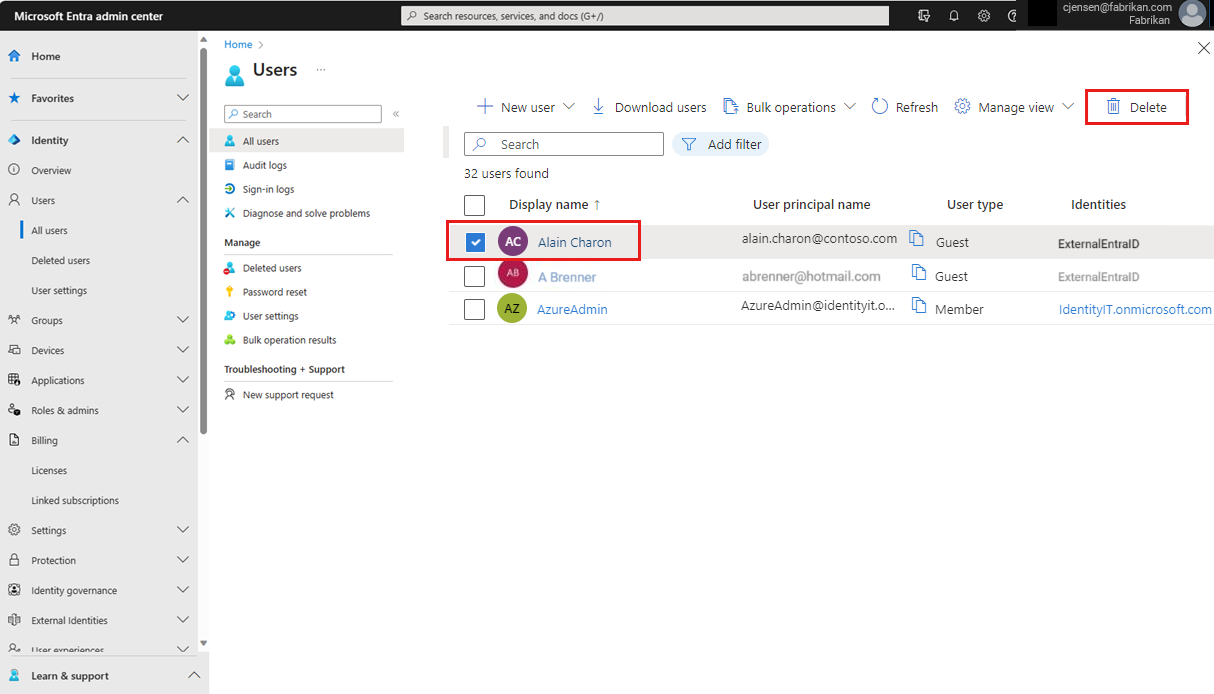 Microsoft Entra admin center
Search resources, services, and docs (G+/)
cjensen@fabrikan.com
Fabrikan
Home
Favorites
Identity
Overview
Users
All users
Deleted users
User settings
Groups
Devices
Applications
Roles & admins
Billing
Licenses
Linked subscriptions
Settings
Protection
Identity governance
External Identities
User experiences
Learn & support
Home >
Users ...
Search «
All users
Audit logs
Sign-in logs
Diagnose and solve problems
Manage
Deleted users
Password reset
User settings
Bulk operation results
Troubleshooting + Support
New support request
New user Download users Bulk operations Refresh Manage view Delete
Search Add filter
32 users found
Display name ↑ User principal name User type Identities
AC Alain Charon alain.charon@contoso.com Guest ExternalEntraID
AB A Brenner abrenner@hotmail.com Guest ExternalEntraID
AZ AzureAdmin AzureAdmin@identityit.o... Member IdentityIT.onmicrosoft.com